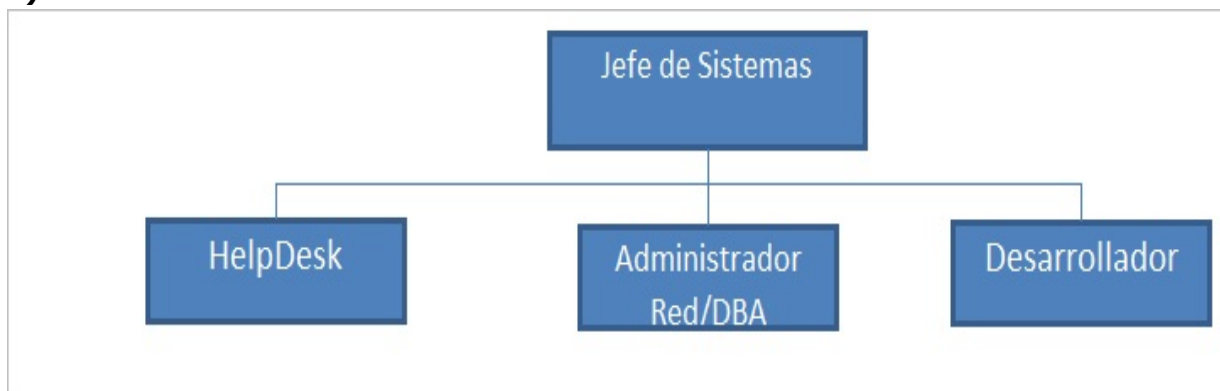 Jefe de Sistemas
HelpDesk
Administrador
Red/DBA
Desarrollador